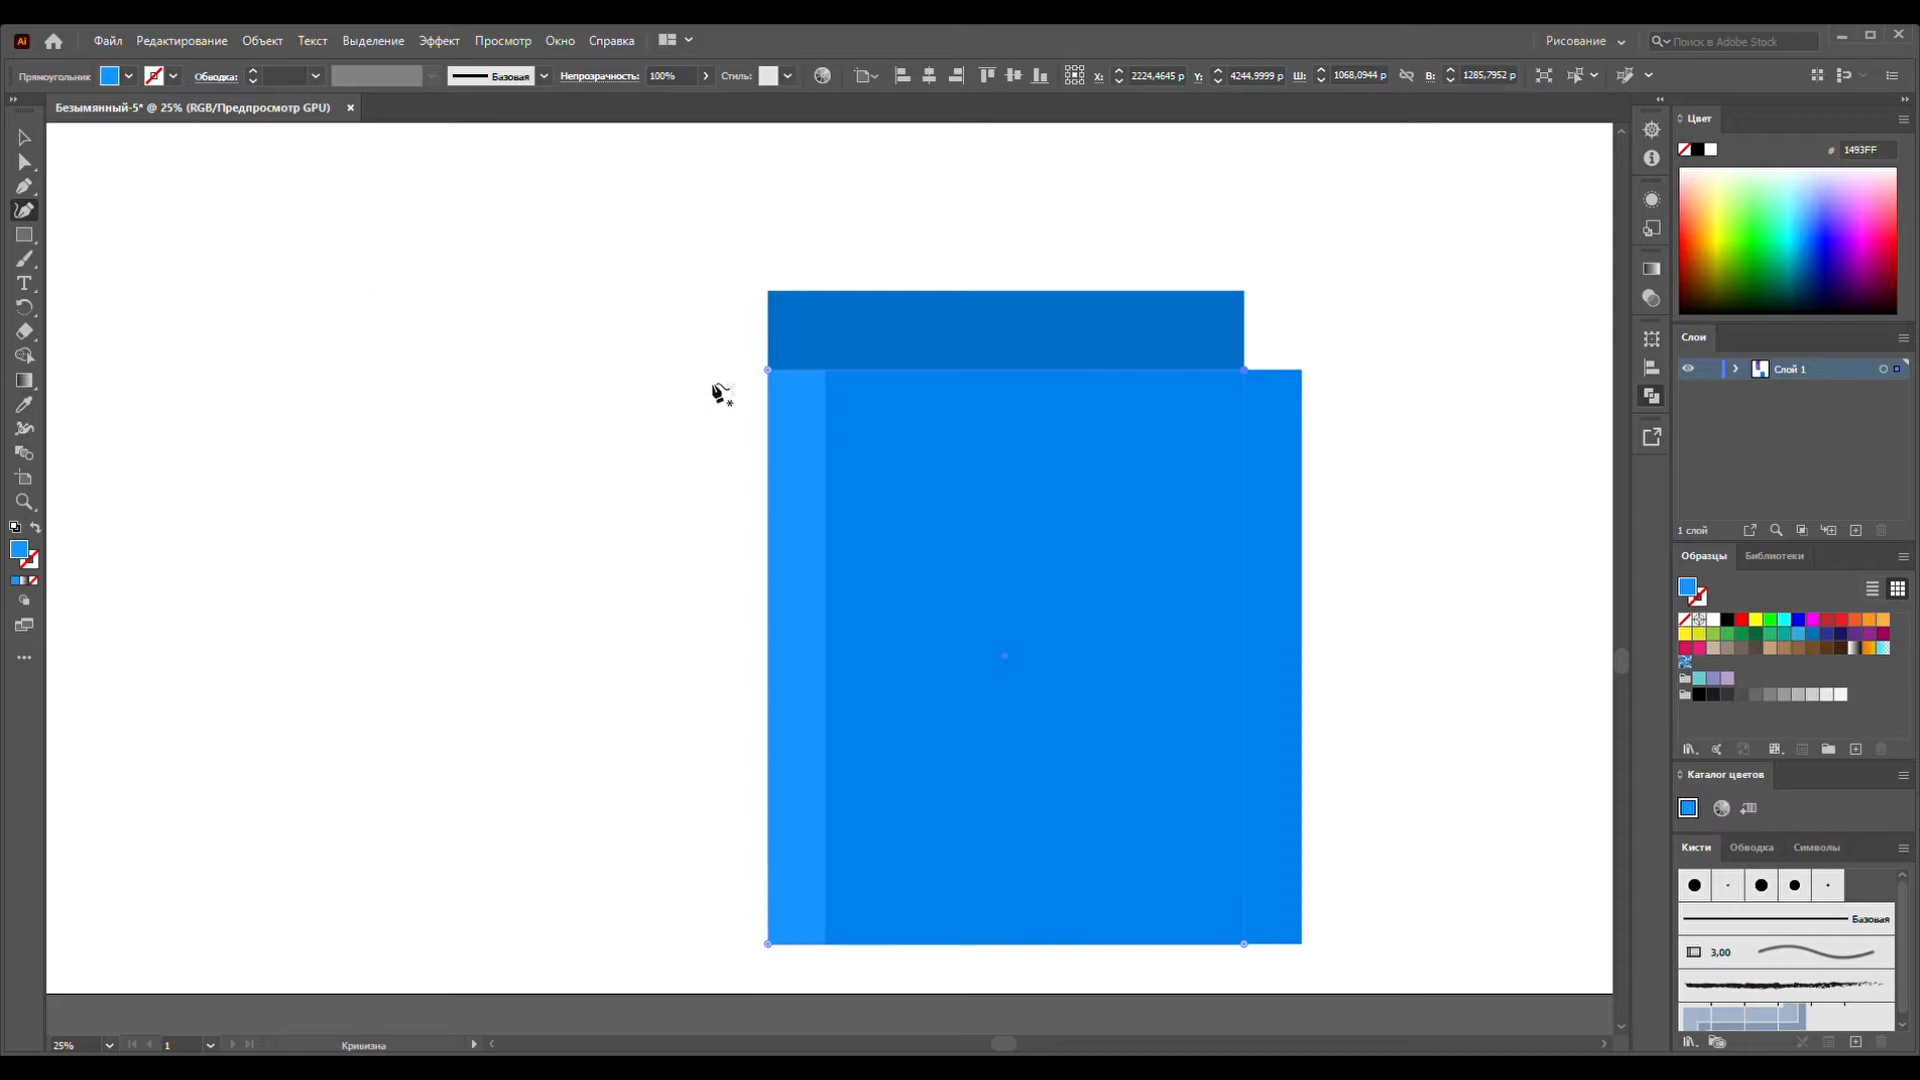 Ai Файл Редактирование Объект Текст Выделение Эффект Просмотр Окно Справка Рисование Поиск в Adobe Stock
Прямоугольник Обводка: Базовая Непрозрачность: 100% Стиль: X: 2224,4645 p Y: 4244,9999 p Ш: 1068,0944 p В: 1285,7952 p
Безымянный-5* @ 25% (RGB/Предпросмотр GPU) ×
Цвет
# 1493FF
Слои
Слой 1
1 слой
Образцы Библиотеки
Каталог цветов
Кисти Обводка Символы
Базовая
3,00
25% 1 Кривизна